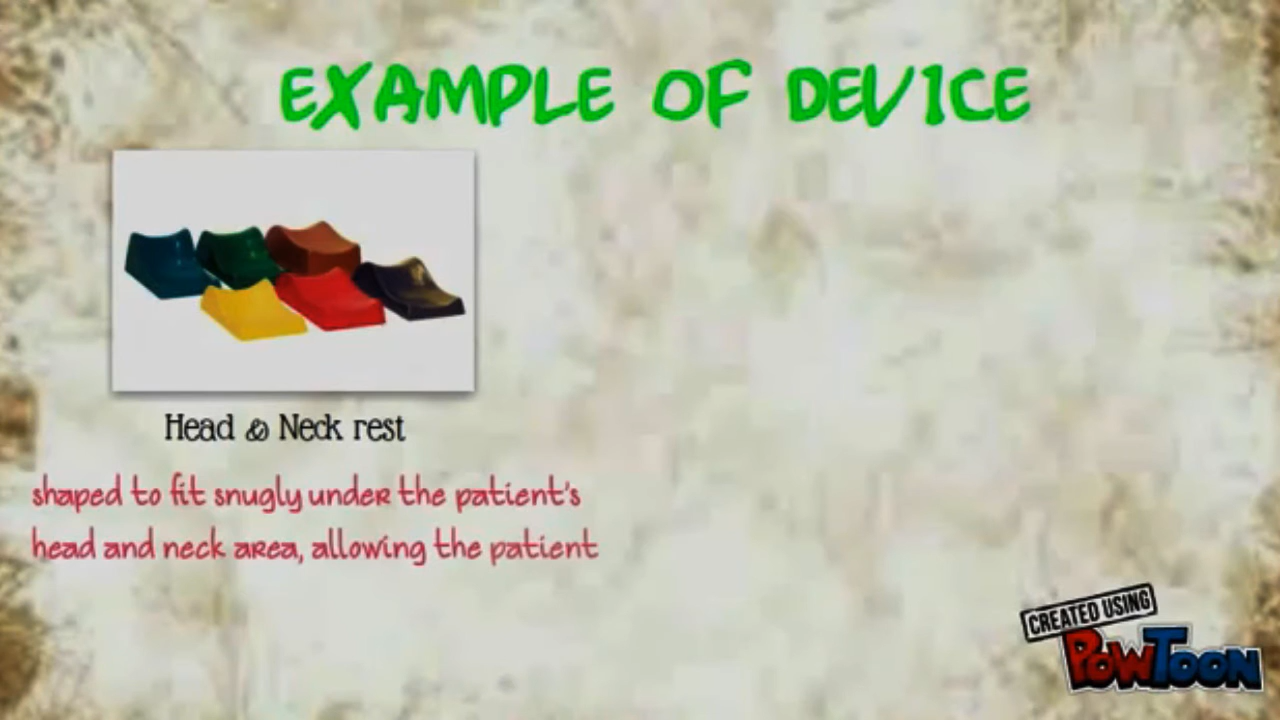 EXAMPLE OF DEVICE
Head & Neck rest
shaped to fit snugly under the patient's
head and neck area, allowing the patient
CREATED USING
POWTOON